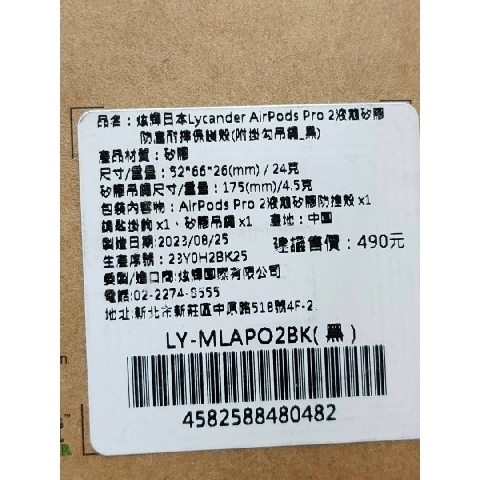 品名：炫輝日本Lycander AirPods Pro 2液態矽膠
防塵耐摔保護殼(附掛勾吊繩_黑)
產品材質：矽膠
尺寸/重量：52*66*26(mm) / 24克
矽膠吊繩尺寸/重量：175(mm)/4.5克
包裝內容物：AirPods Pro 2液態矽膠防撞殼 x1
鑰匙掛鉤 x1、矽膠吊繩 x1 產地：中國
製造日期:2023/08/25 建議售價：490元
生產序號：23Y0H2BK25
委製/進口商:炫輝國際有限公司
電話:02-2274-9555
地址:新北市新莊區中原路518號4F-2
LY-MLAPO2BK(黑)
4582588480482